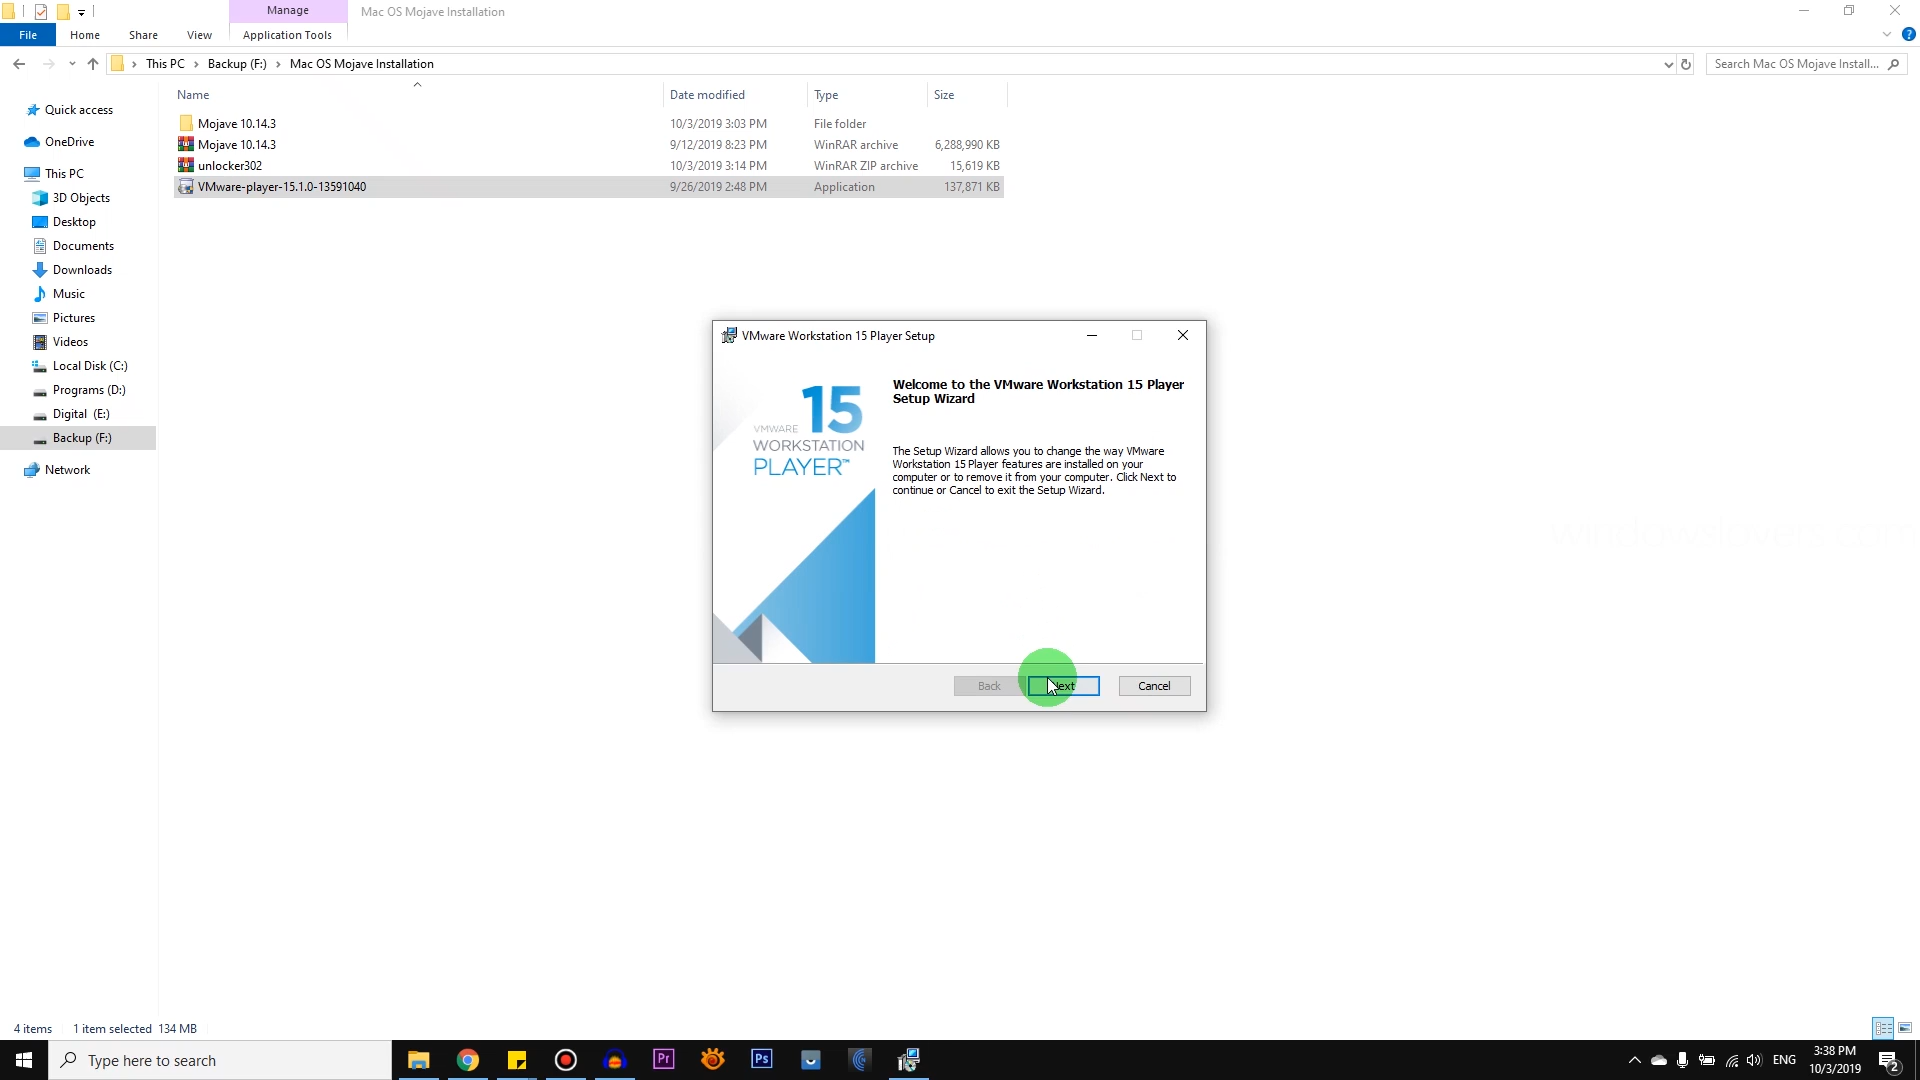 Manage
Mac OS Mojave Installation
File
Home
Share
View
Application Tools
This PC
Backup (F:)
Mac OS Mojave Installation
Search Mac OS Mojave Install...
Name
Date modified
Type
Size
Mojave 10.14.3
10/3/2019 3:03 PM
File folder
Mojave 10.14.3
9/12/2019 8:23 PM
WinRAR archive
6,288,990 KB
unlocker302
10/3/2019 3:14 PM
WinRAR ZIP archive
15,619 KB
VMware-player-15.1.0-13591040
9/26/2019 2:48 PM
Application
137,871 KB
Quick access
OneDrive
This PC
3D Objects
Desktop
Documents
Downloads
Music
Pictures
Videos
Local Disk (C:)
Programs (D:)
Digital (E:)
Backup (F:)
Network
VMware Workstation 15 Player Setup
15
VMWARE
WORKSTATION
PLAYER™
Welcome to the VMware Workstation 15 Player
Setup Wizard
The Setup Wizard allows you to change the way VMware
Workstation 15 Player features are installed on your
computer or to remove it from your computer. Click Next to
continue or Cancel to exit the Setup Wizard.
Back
Cancel
4 items
1 item selected 134 MB
Type here to search
Pr
Ps
ENG
3:38 PM
10/3/2019
2